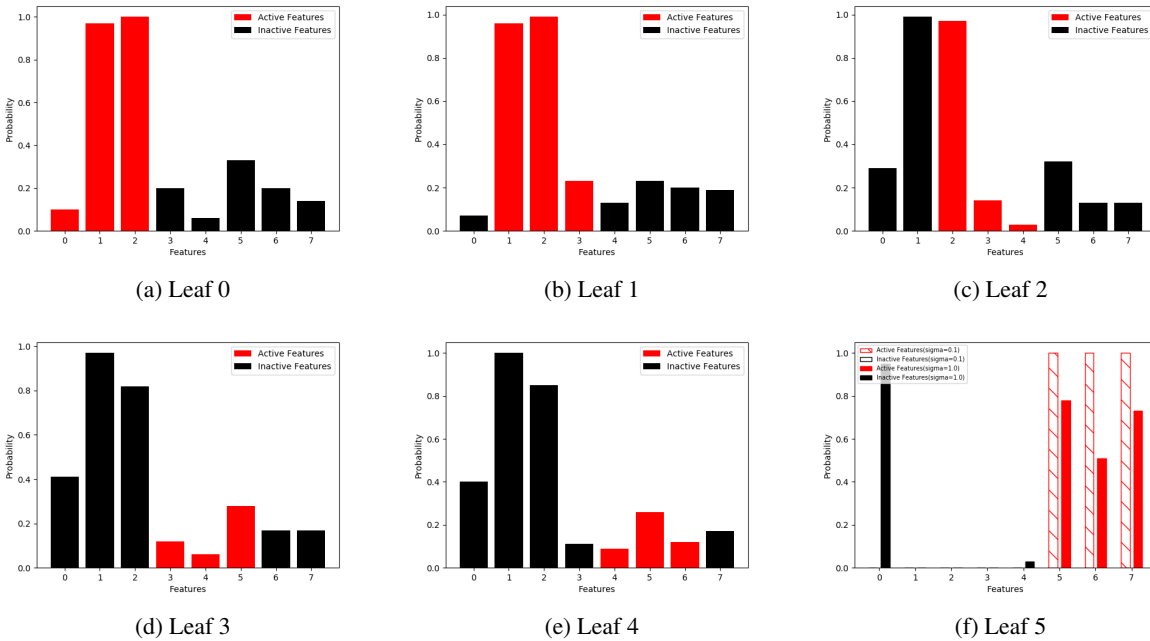 Active Features
Inactive Features
1.0
0.8
0.6
0.4
0.2
0.0
Probability
0 1 2 3 4 5 6 7
Features
(a) Leaf 0
Active Features
Inactive Features
1.0
0.8
0.6
0.4
0.2
0.0
Probability
0 1 2 3 4 5 6 7
Features
(b) Leaf 1
Active Features
Inactive Features
1.0
0.8
0.6
0.4
0.2
0.0
Probability
0 1 2 3 4 5 6 7
Features
(c) Leaf 2
Active Features
Inactive Features
1.0
0.8
0.6
0.4
0.2
0.0
Probability
0 1 2 3 4 5 6 7
Features
(d) Leaf 3
Active Features
Inactive Features
1.0
0.8
0.6
0.4
0.2
0.0
Probability
0 1 2 3 4 5 6 7
Features
(e) Leaf 4
Active Features(sigma=0.1)
Inactive Features(sigma=0.1)
Active Features(sigma=1.0)
Inactive Features(sigma=1.0)
1.0
0.8
0.6
0.4
0.2
0.0
Probability
0 1 2 3 4 5 6 7
Features
(f) Leaf 5